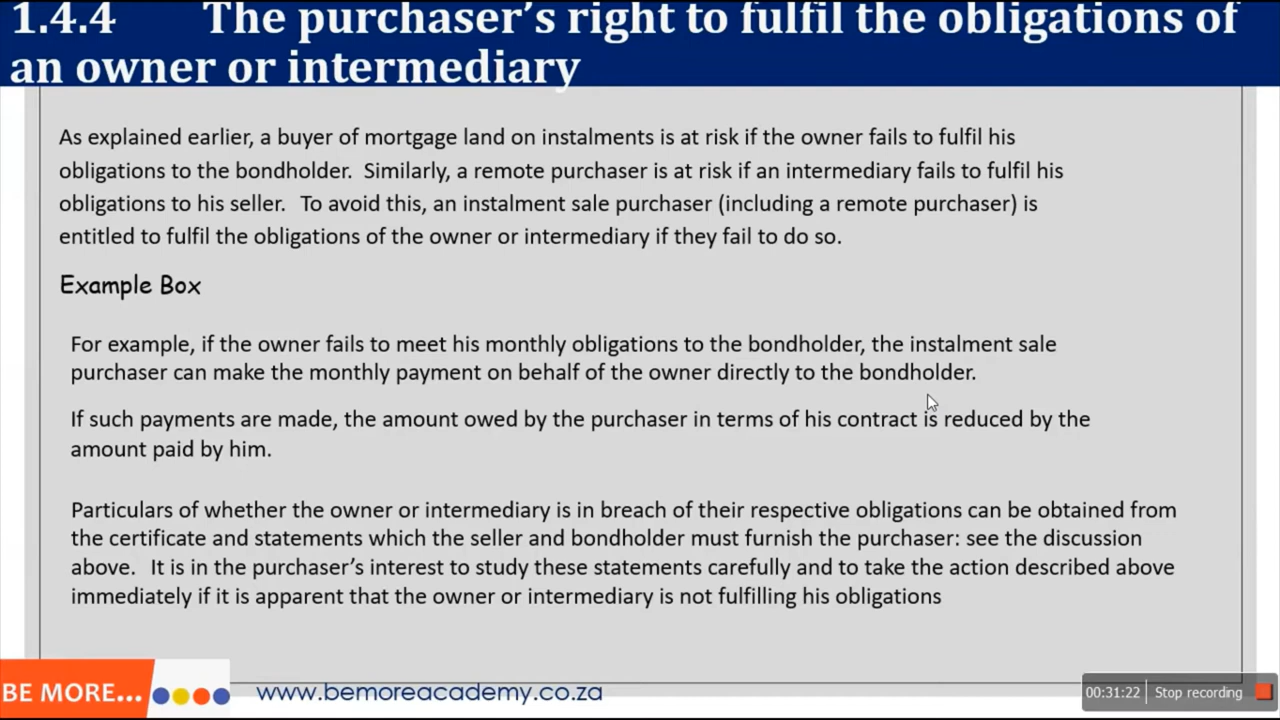 1.4.4 The purchaser’s right to fulfil the obligations of
an owner or intermediary
As explained earlier, a buyer of mortgage land on instalments is at risk if the owner fails to fulfil his
obligations to the bondholder. Similarly, a remote purchaser is at risk if an intermediary fails to fulfil his
obligations to his seller. To avoid this, an instalment sale purchaser (including a remote purchaser) is
entitled to fulfil the obligations of the owner or intermediary if they fail to do so.
Example Box
For example, if the owner fails to meet his monthly obligations to the bondholder, the instalment sale
purchaser can make the monthly payment on behalf of the owner directly to the bondholder.
If such payments are made, the amount owed by the purchaser in terms of his contract is reduced by the
amount paid by him.
Particulars of whether the owner or intermediary is in breach of their respective obligations can be obtained from
the certificate and statements which the seller and bondholder must furnish the purchaser: see the discussion
above. It is in the purchaser’s interest to study these statements carefully and to take the action described above
immediately if it is apparent that the owner or intermediary is not fulfilling his obligations
BE MORE... www.bemoreacademy.co.za
00:31:22 Stop recording